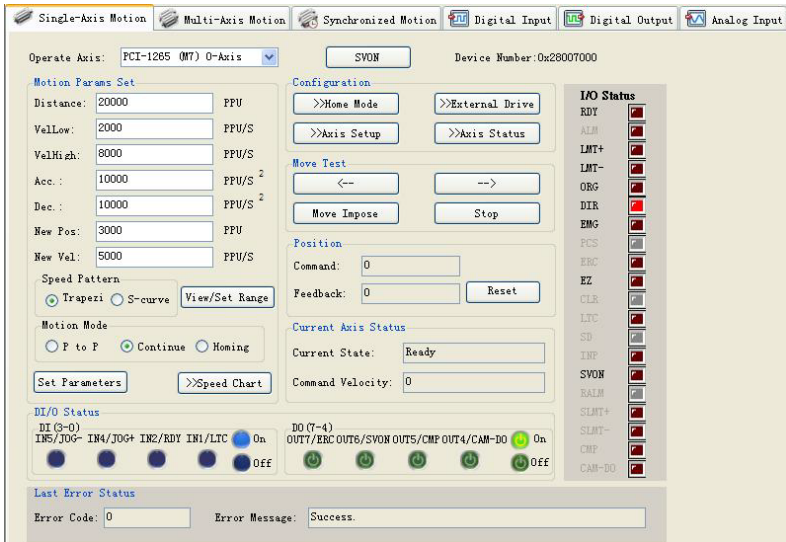 Single-Axis Motion Multi-Axis Motion Synchronized Motion Digital Input Digital Output Analog Input
Operate Axis: PCI-1265 (M7) 0-Axis SVON Device Number:0x28007000
Motion Params Set
Distance: 20000 PPU
VelLow: 2000 PPU/S
VelHigh: 8000 PPU/S
Acc.: 10000 PPU/S 2
Dec.: 10000 PPU/S 2
New Pos: 3000 PPU
New Vel: 5000 PPU/S
Speed Pattern
Trapezi S-curve View/Set Range
Motion Mode
P to P Continue Homing
Set Parameters >>Speed Chart
Configuration
>>Home Mode >>External Drive
>>Axis Setup >>Axis Status
Move Test
<-- -->
Move Impose Stop
Position
Command: 0
Feedback: 0 Reset
Current Axis Status
Current State: Ready
Command Velocity: 0
I/O Status
RDY
ALM
LMT+
LMT-
ORG
DIR
EMG
PCS
ERC
EZ
CLR
LTC
SD
INP
SVON
RALM
SLMT+
SLMT-
CMP
CAM-DO
DI/O Status
DI (3-0)
IN5/JOG- IN4/JOG+ IN2/RDY IN1/LTC On
Off
DO (7-4)
OUT7/ERC OUT6/SVON OUT5/CMP OUT4/CAM-DO On
Off
Last Error Status
Error Code: 0 Error Message: Success.